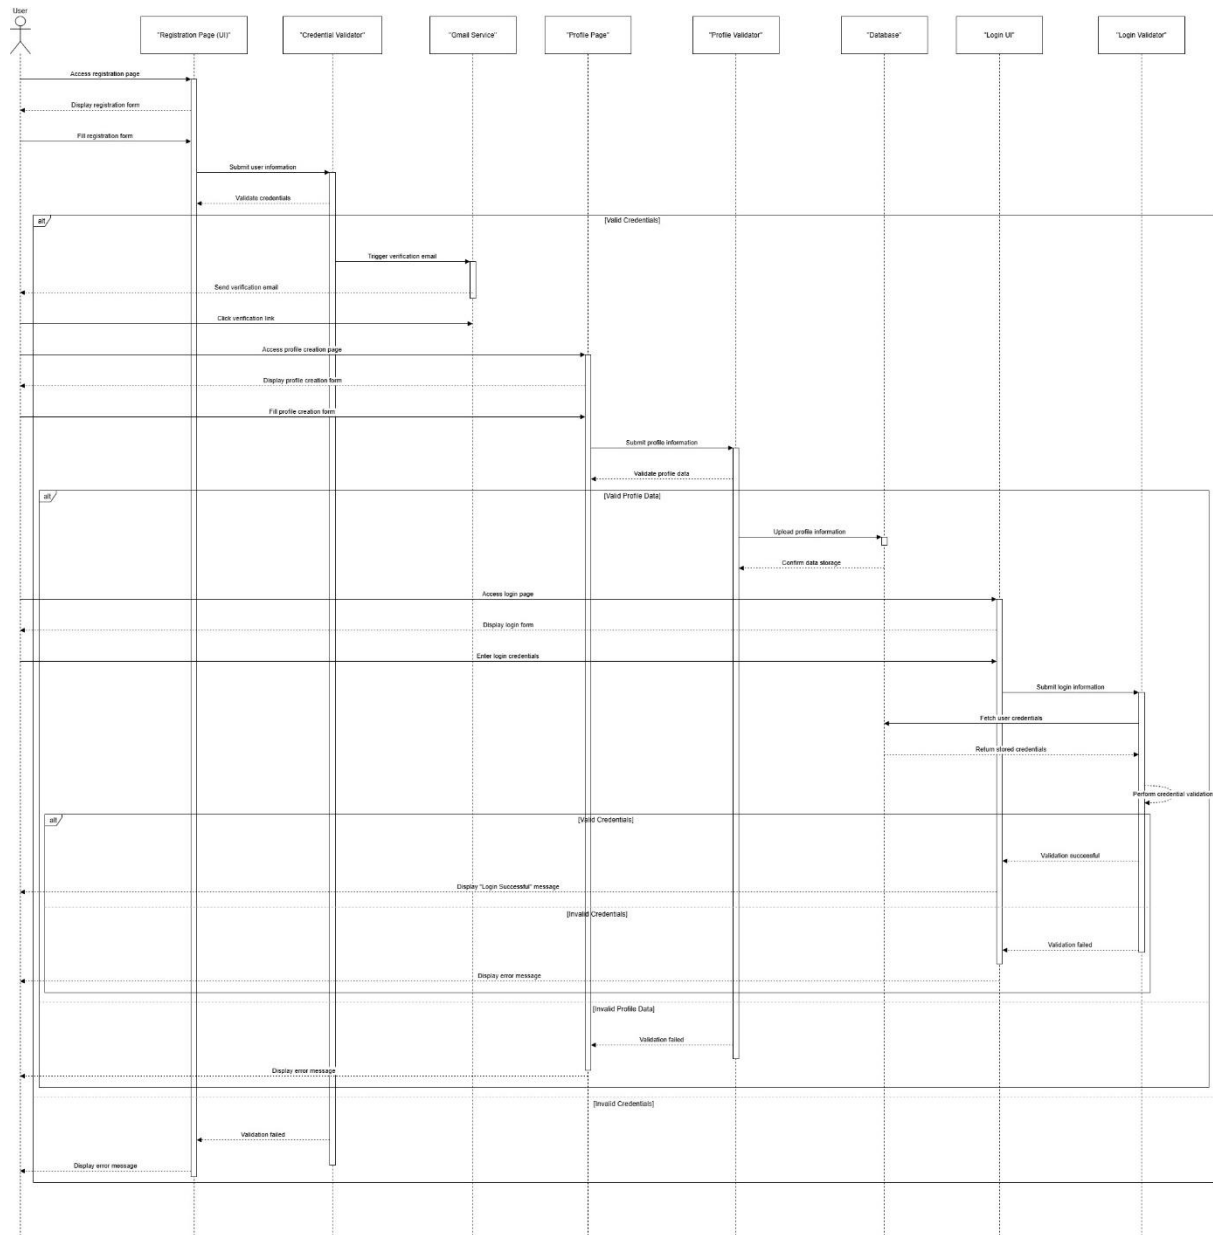 User
"Registration Page (UI)"
"Credential Validator"
"Gmail Service"
"Profile Page"
"Profile Validator"
"Database"
"Login UI"
"Login Validator"
Access registration page
Display registration form
Fill registration form
Submit user information
Validate credentials
alt
[Valid Credentials]
Trigger verification email
Send verification email
Click verification link
Access profile creation page
Display profile creation form
Fill profile creation form
Submit profile information
Validate profile data
alt
[Valid Profile Data]
Upload profile information
Confirm data storage
Access login page
Display login form
Enter login credentials
Submit login information
Fetch user credentials
Return stored credentials
Perform credential validation
alt
[Valid Credentials]
Validation successful
Display "Login Successful" message
[Invalid Credentials]
Validation failed
Display error message
[Invalid Profile Data]
Validation failed
Display error message
[Invalid Credentials]
Validation failed
Display error message